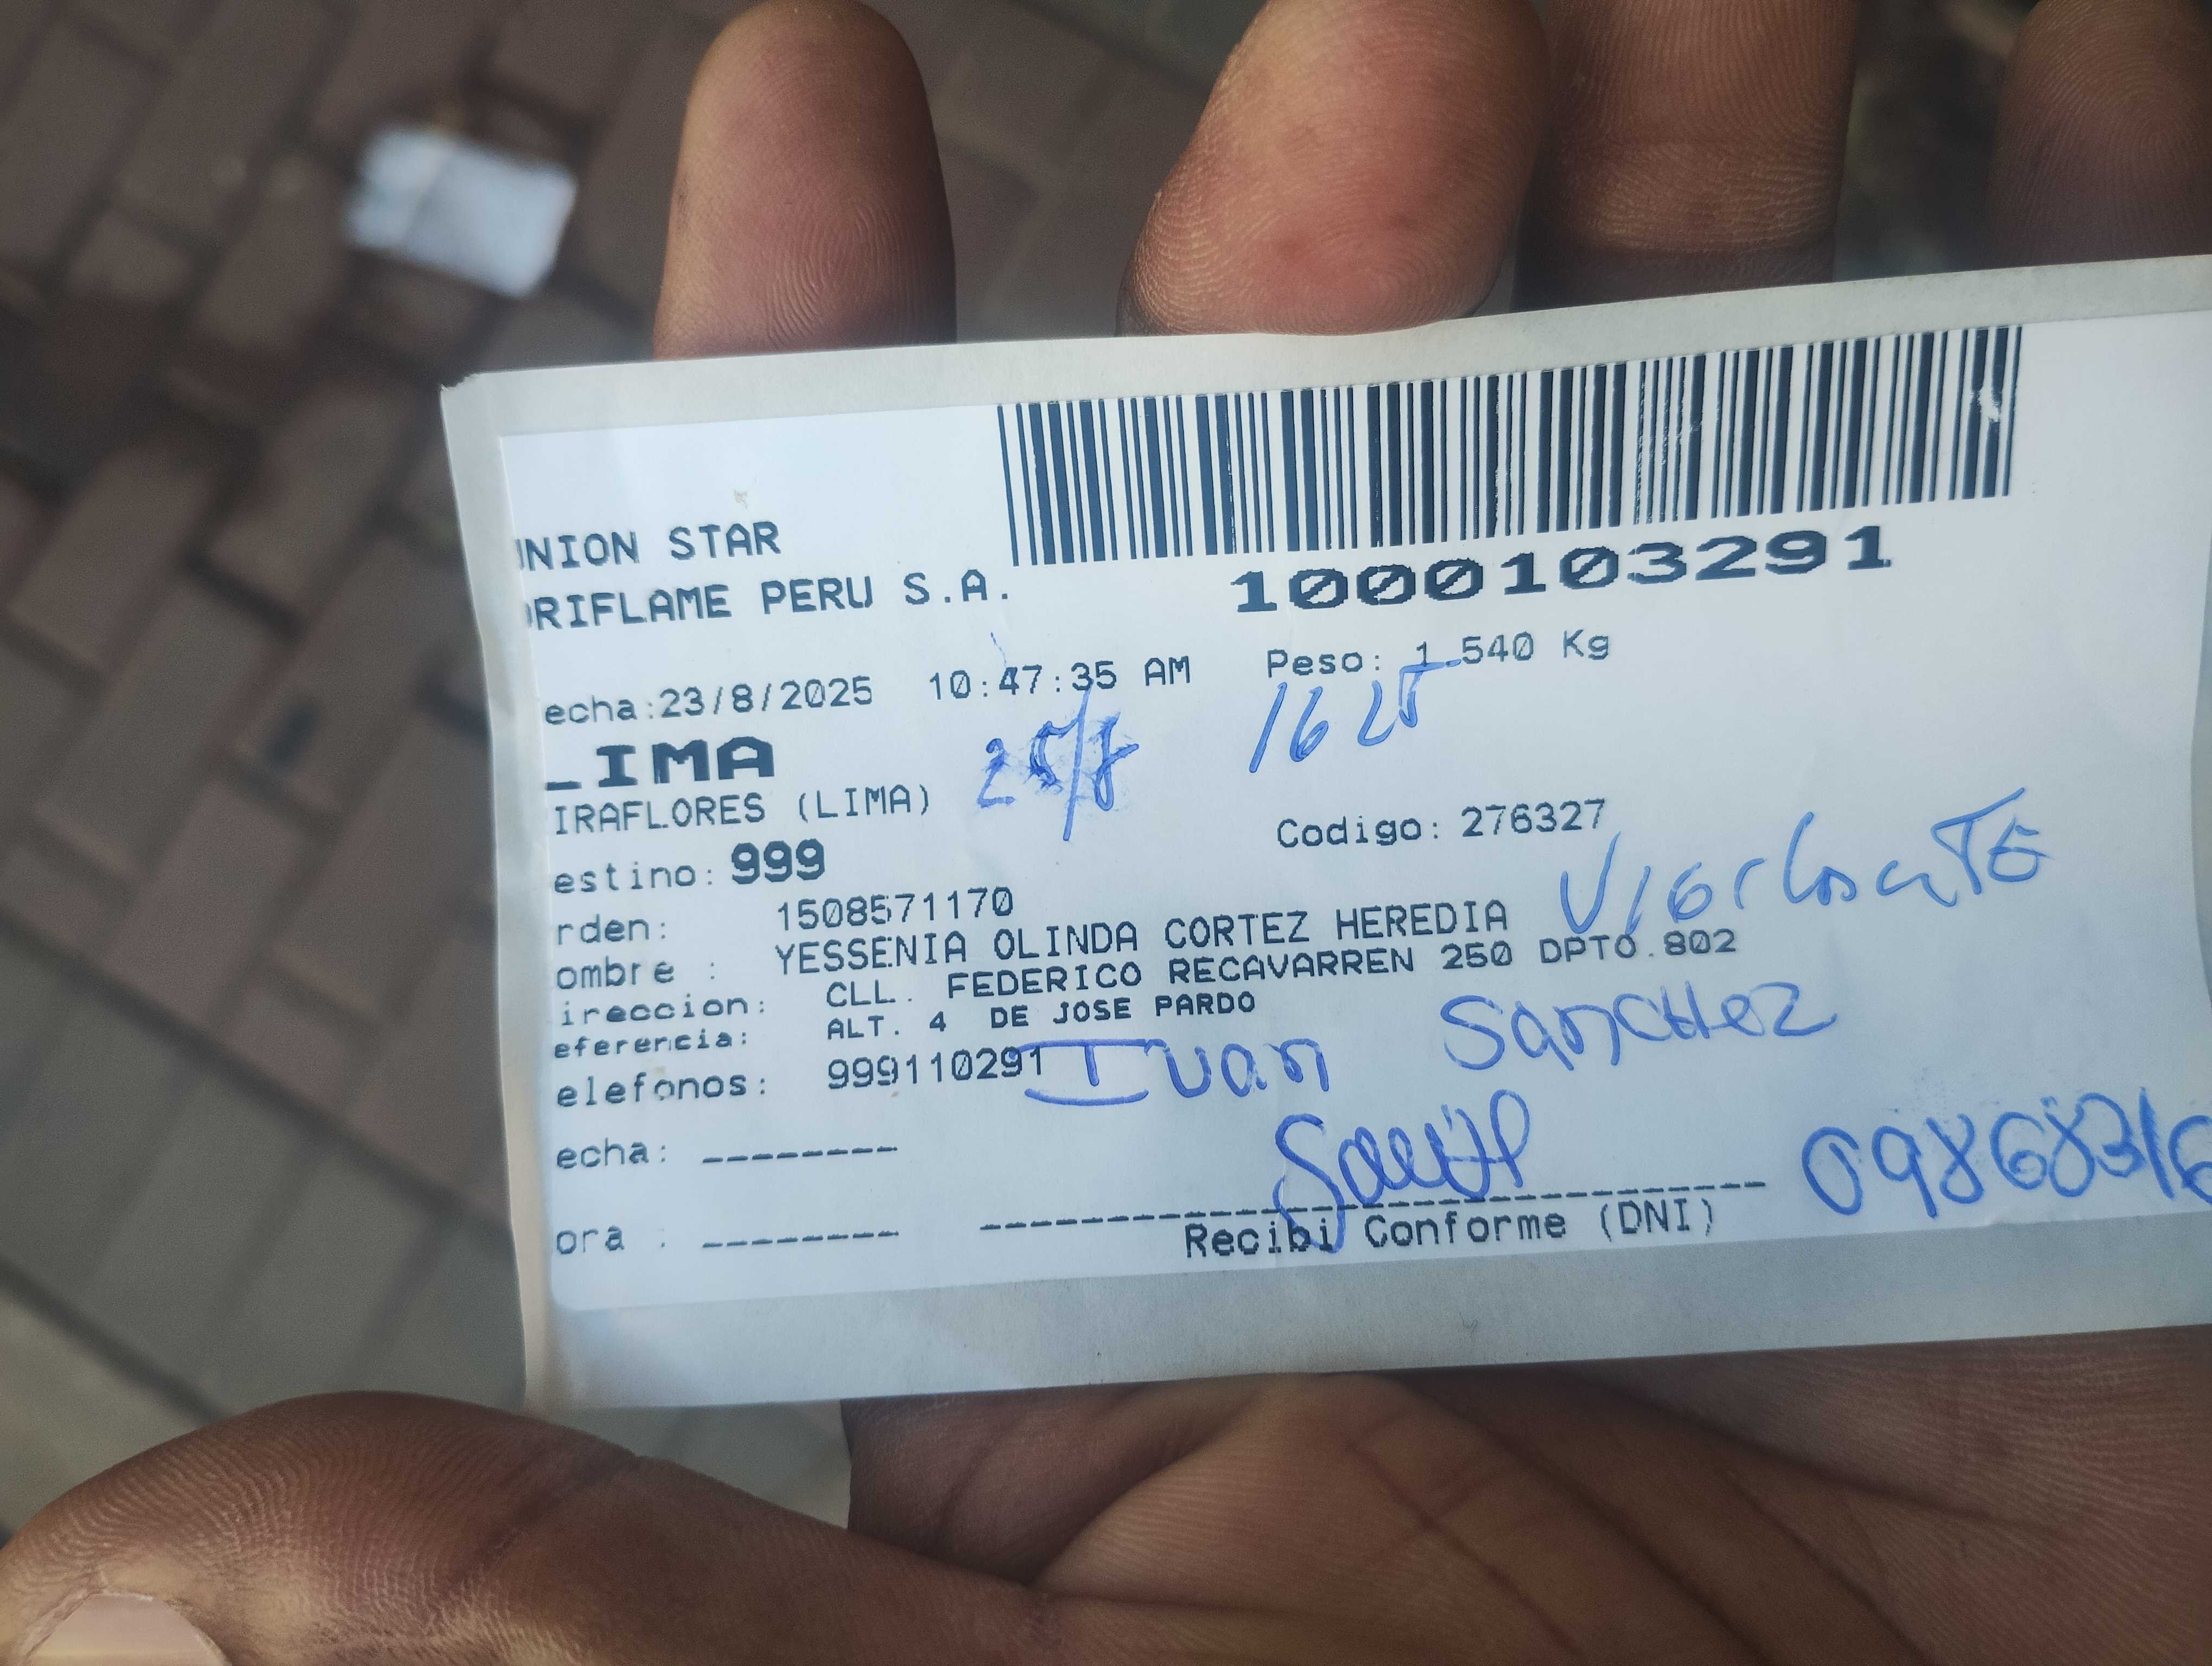 NION STAR
RIFLAME PERU S.A.
1000103291
echa:23/8/2025 10:47:35 AM Peso: 1.540 Kg
IMA 25/8 1625
IRAFLORES (LIMA)
estino: 999 Codigo: 276327
rden: 1508571170
ombre : YESSENIA OLINDA CORTEZ HEREDIA
ireccion: CLL. FEDERICO RECAVARREN 250 DPTO.802
eferencia: ALT. 4 DE JOSE PARDO
elefonos: 999110291 Ivan Sanchez
echa: --------
ora : --------
Recibi Conforme (DNI) 09868316